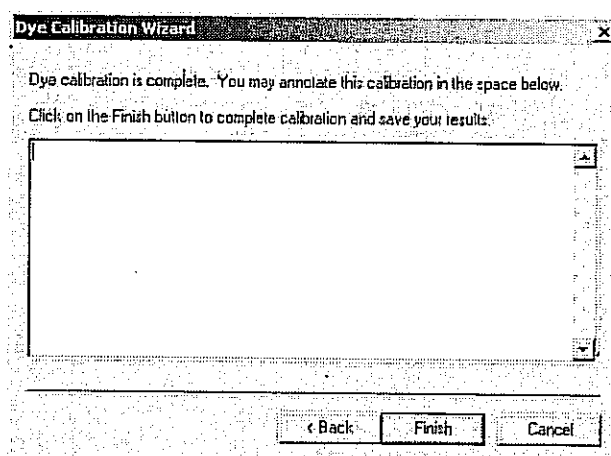 Dye Calibration Wizard
Dye calibration is complete. You may annotate this calibration in the space below.
Click on the Finish button to complete calibration and save your results.
< Back
Finish
Cancel